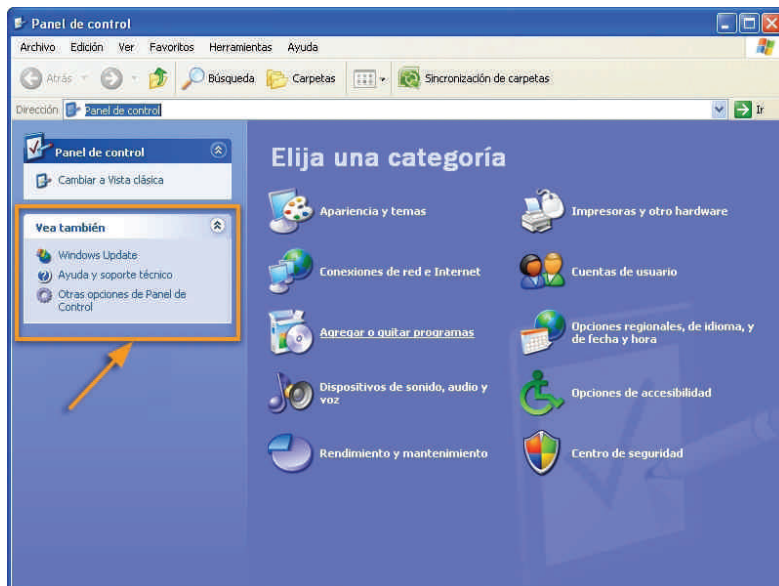 Panel de control
Archivo Edición Ver Favoritos Herramientas Ayuda
Atrás Búsqueda Carpetas Sincronización de carpetas
Dirección Panel de control Ir
Panel de control
Cambiar a Vista clásica
Vea también
Windows Update
Ayuda y soporte técnico
Otras opciones de Panel de
Control
Elija una categoría
Apariencia y temas
Impresoras y otro hardware
Conexiones de red e Internet
Cuentas de usuario
Agregar o quitar programas
Opciones regionales, de idioma, y
de fecha y hora
Dispositivos de sonido, audio y
voz
Opciones de accesibilidad
Rendimiento y mantenimiento
Centro de seguridad